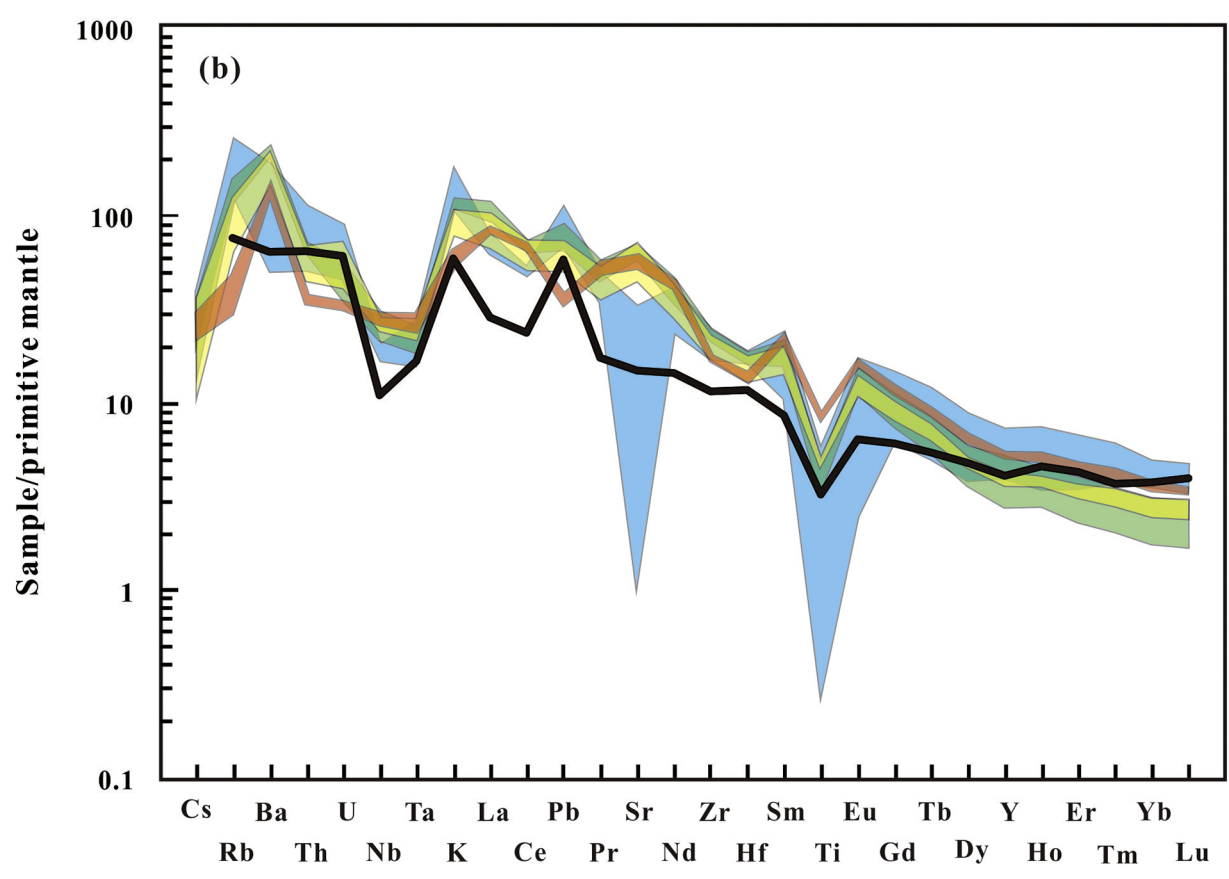 1000
(b)
100
10
1
0.1
Sample/primitive mantle
Cs Ba U Ta La Pb Sr Zr Sm Eu Tb Y Er Yb
Rb Th Nb K Ce Pr Nd Hf Ti Gd Dy Ho Tm Lu